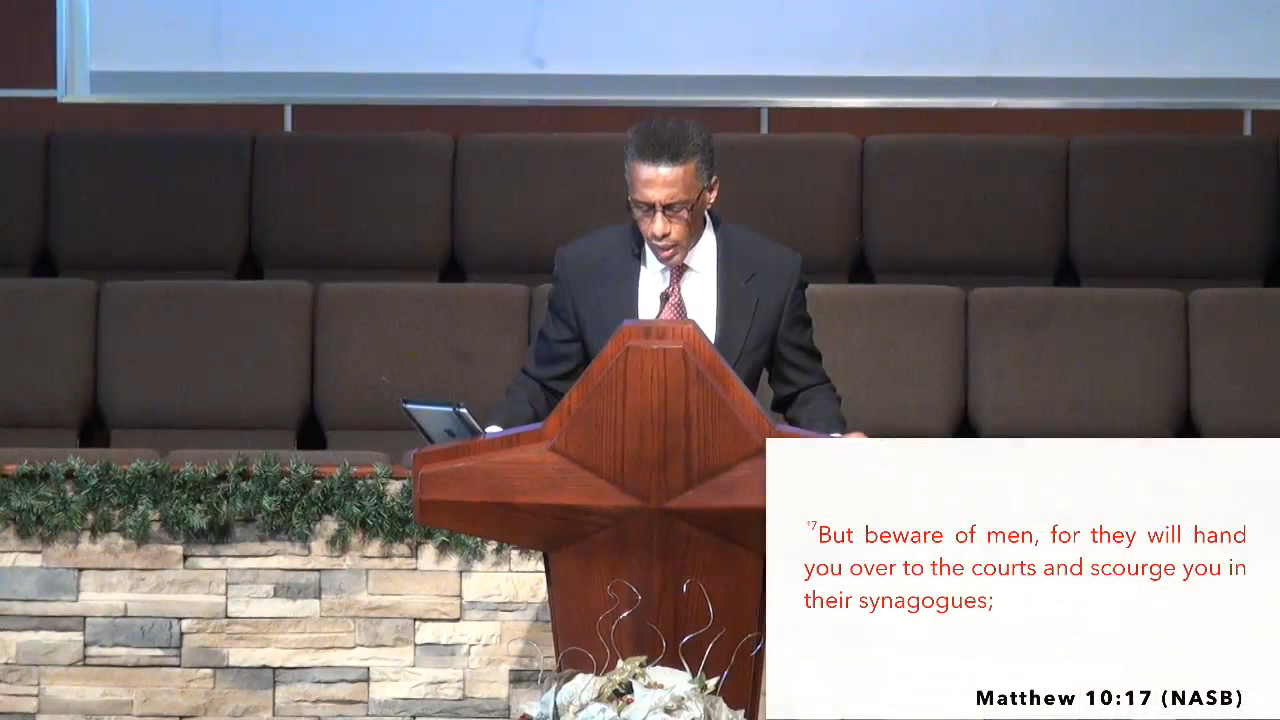 17But beware of men, for they will hand
you over to the courts and scourge you in
their synagogues;
Matthew 10:17 (NASB)